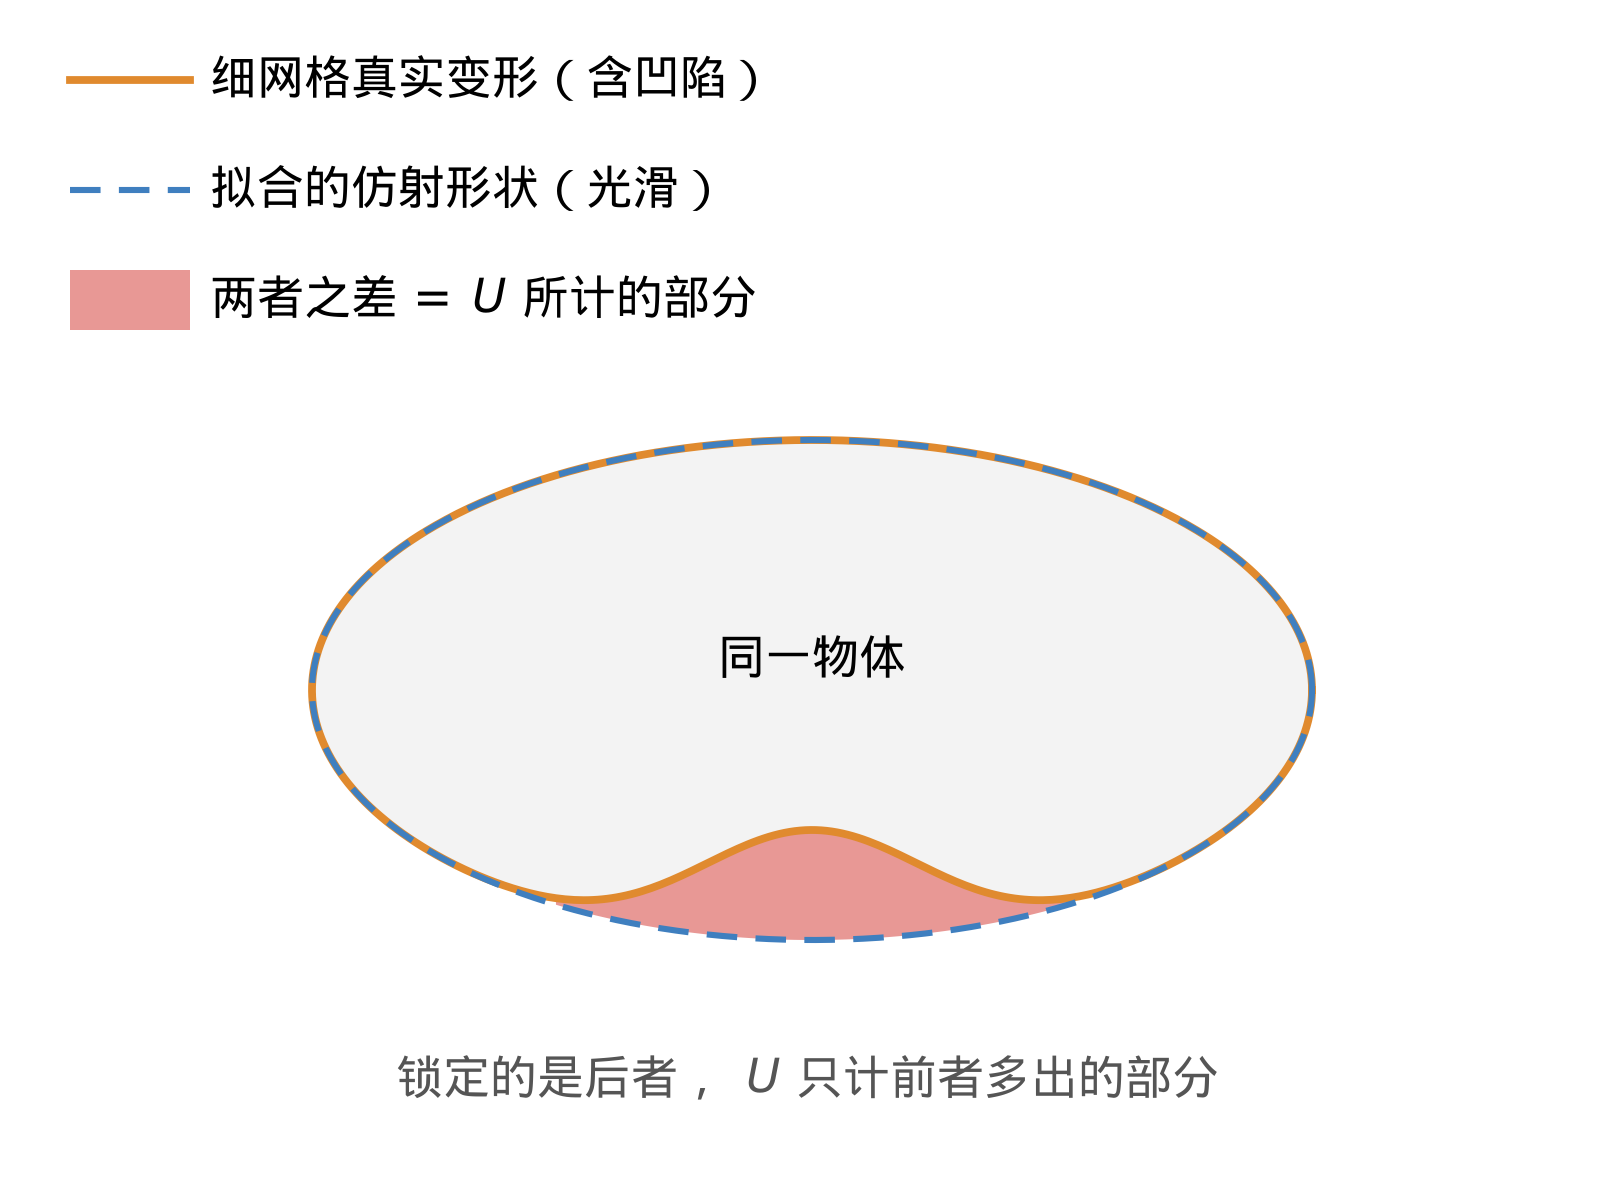 细网格真实变形（含凹陷）
拟合的仿射形状（光滑）
两者之差 = U 所计的部分
同一物体
锁定的是后者，U 只计前者多出的部分